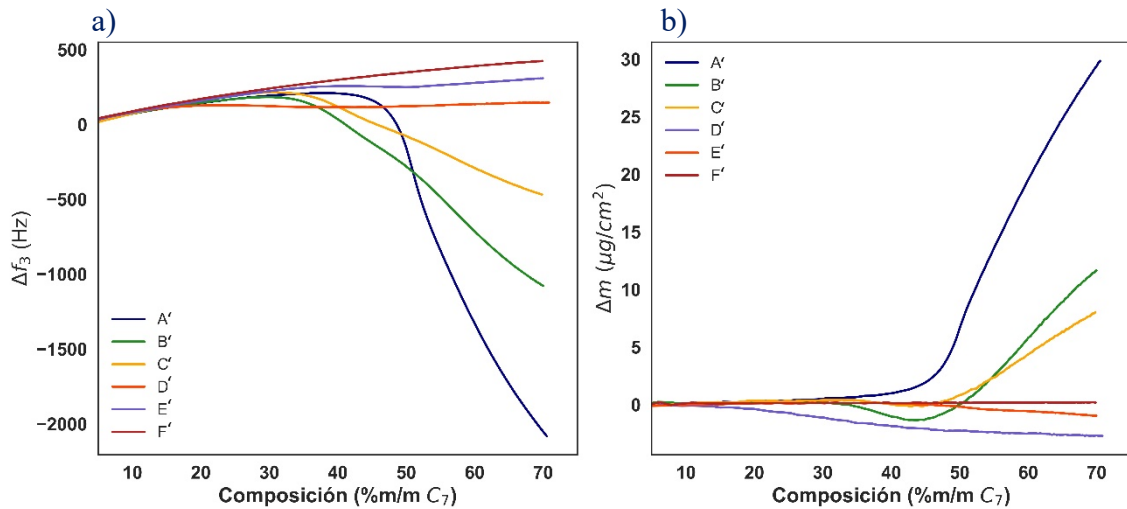 a)
500
0
−500
−1000
−1500
−2000
Δf₃ (Hz)
A‘
B‘
C‘
D‘
E‘
F‘
10 20 30 40 50 60 70
Composición (%m/m C₇)
b)
30
25
20
15
10
5
0
Δm (μg/cm²)
A‘
B‘
C‘
D‘
E‘
F‘
10 20 30 40 50 60 70
Composición (%m/m C₇)